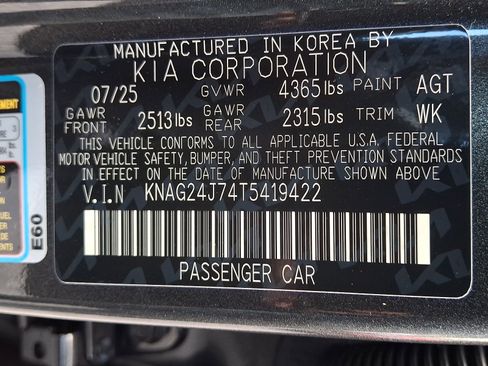 MANUFACTURED IN KOREA BY
KIA CORPORATION
07/25 GVWR 4365 lbs PAINT AGT
GAWR FRONT 2513 lbs GAWR REAR 2315 lbs TRIM WK
THIS VEHICLE CONFORMS TO ALL APPLICABLE U.S.A. FEDERAL
MOTOR VEHICLE SAFETY, BUMPER, AND THEFT PREVENTION STANDARDS
IN EFFECT ON THE DATE OF MANUFACTURE SHOWN ABOVE
V.I.N KNAG24J74T5419422
PASSENGER CAR
E60